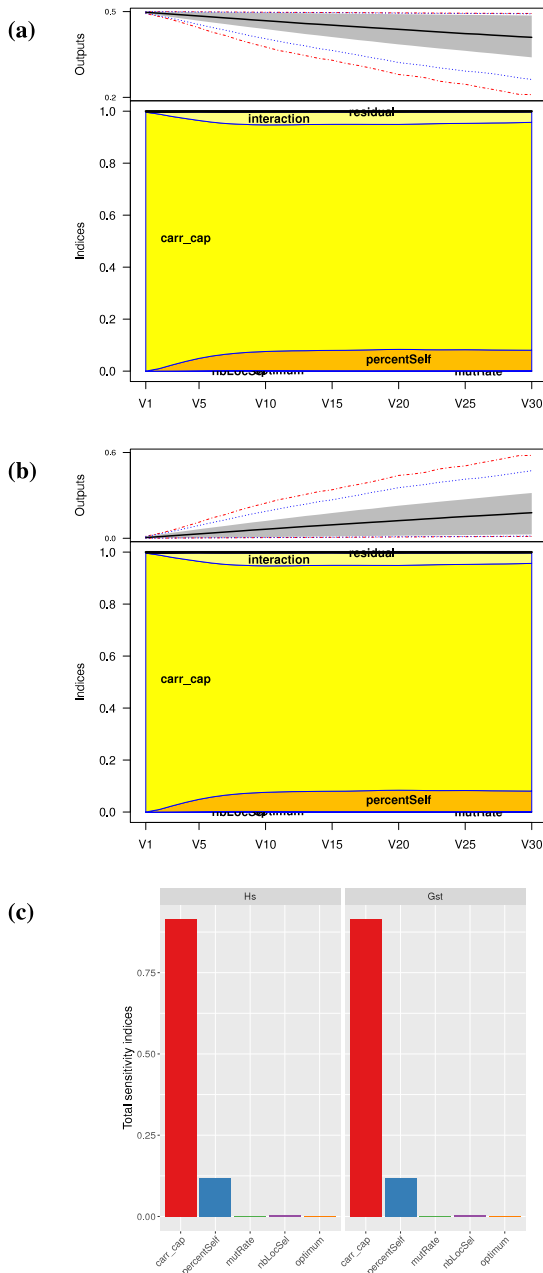 (a)
Outputs
0.5
0.2
Indices
1.0
0.8
0.6
0.4
0.2
0.0
residual
interaction
carr_cap
percentSelf
mutRate
V1 V5 V10 V15 V20 V25 V30
(b)
Outputs
0.6
0.0
Indices
1.0
0.8
0.6
0.4
0.2
0.0
residual
interaction
carr_cap
percentSelf
mutRate
V1 V5 V10 V15 V20 V25 V30
(c)
Hs Gst
Total sensitivity indices
0.75
0.50
0.25
0.00
carr_cap percentSelf mutRate nbLocSel optimum carr_cap percentSelf mutRate nbLocSel optimum